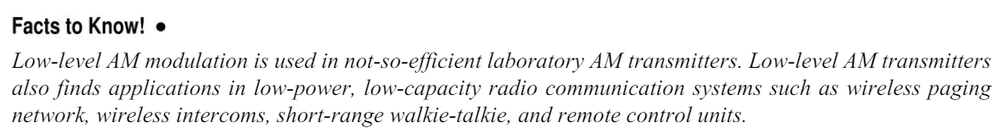 Facts to Know! •
Low-level AM modulation is used in not-so-efficient laboratory AM transmitters. Low-level AM transmitters
also finds applications in low-power, low-capacity radio communication systems such as wireless paging
network, wireless intercoms, short-range walkie-talkie, and remote control units.